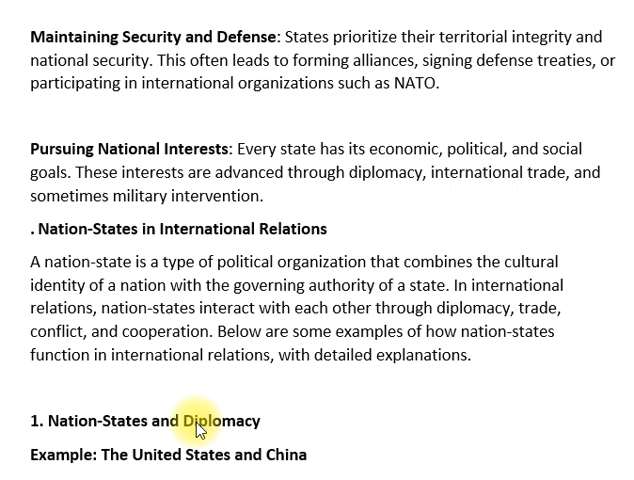 Maintaining Security and Defense: States prioritize their territorial integrity and
national security. This often leads to forming alliances, signing defense treaties, or
participating in international organizations such as NATO.
Pursuing National Interests: Every state has its economic, political, and social
goals. These interests are advanced through diplomacy, international trade, and
sometimes military intervention.
. Nation-States in International Relations
A nation-state is a type of political organization that combines the cultural
identity of a nation with the governing authority of a state. In international
relations, nation-states interact with each other through diplomacy, trade,
conflict, and cooperation. Below are some examples of how nation-states
function in international relations, with detailed explanations.
1. Nation-States and Diplomacy
Example: The United States and China